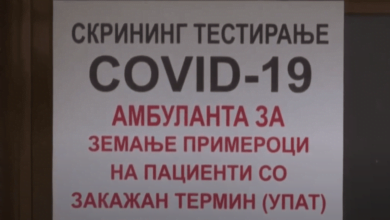 СКРИНИНГ ТЕСТИРАЊЕ
COVID-19
АМБУЛАНТА ЗА
ЗЕМАЊЕ ПРИМЕРОЦИ
НА ПАЦИЕНТИ СО
ЗАКАЖАН ТЕРМИН (УПАТ)